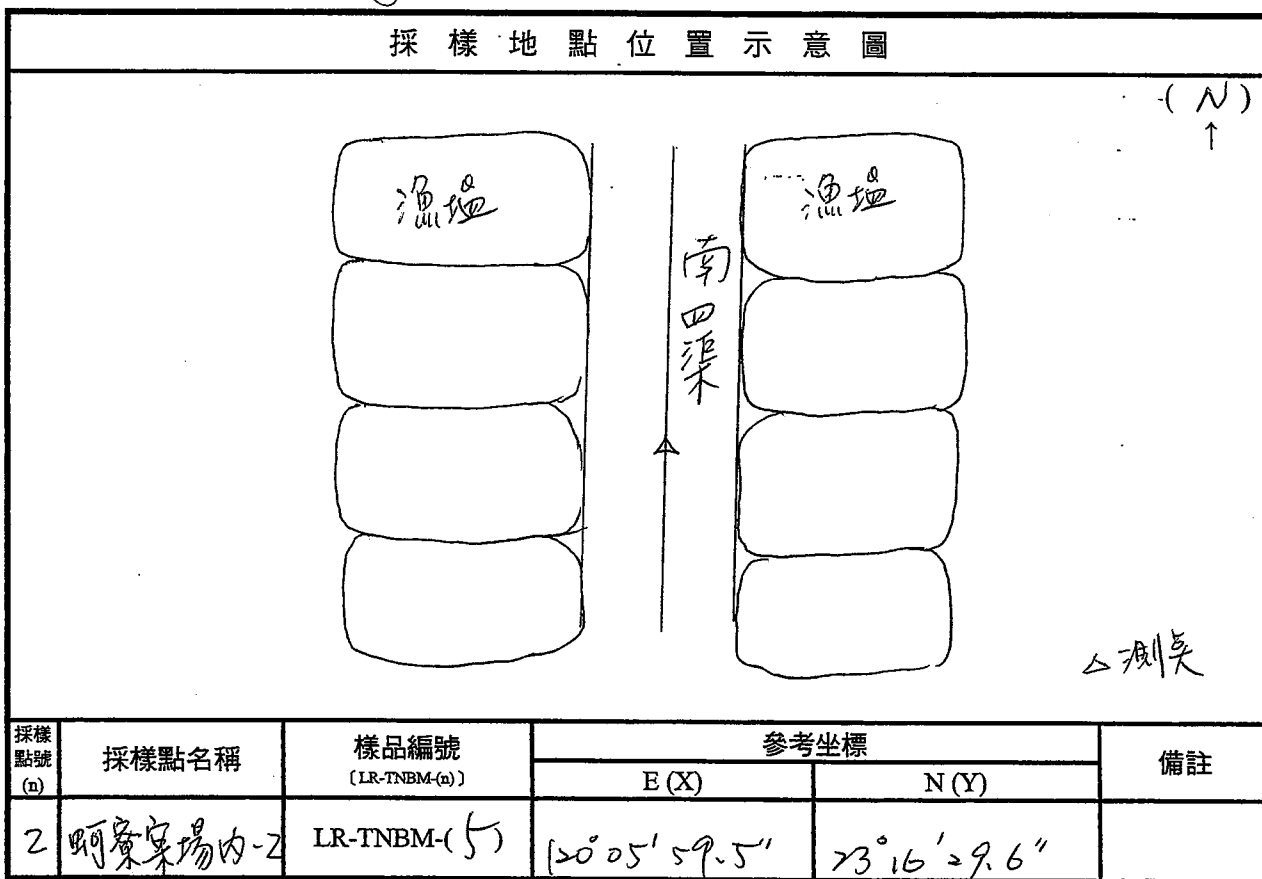 採樣地點位置示意圖
(N)
↑
漁塭
漁塭
南四渠
△測點
採樣點號(n) 採樣點名稱 樣品編號〔LR-TNBM-(n)〕 參考坐標 備註
E (X) N (Y)
2 蚵寮案場內-2 LR-TNBM-(5) 120°05'59.5" 23°16'29.6"